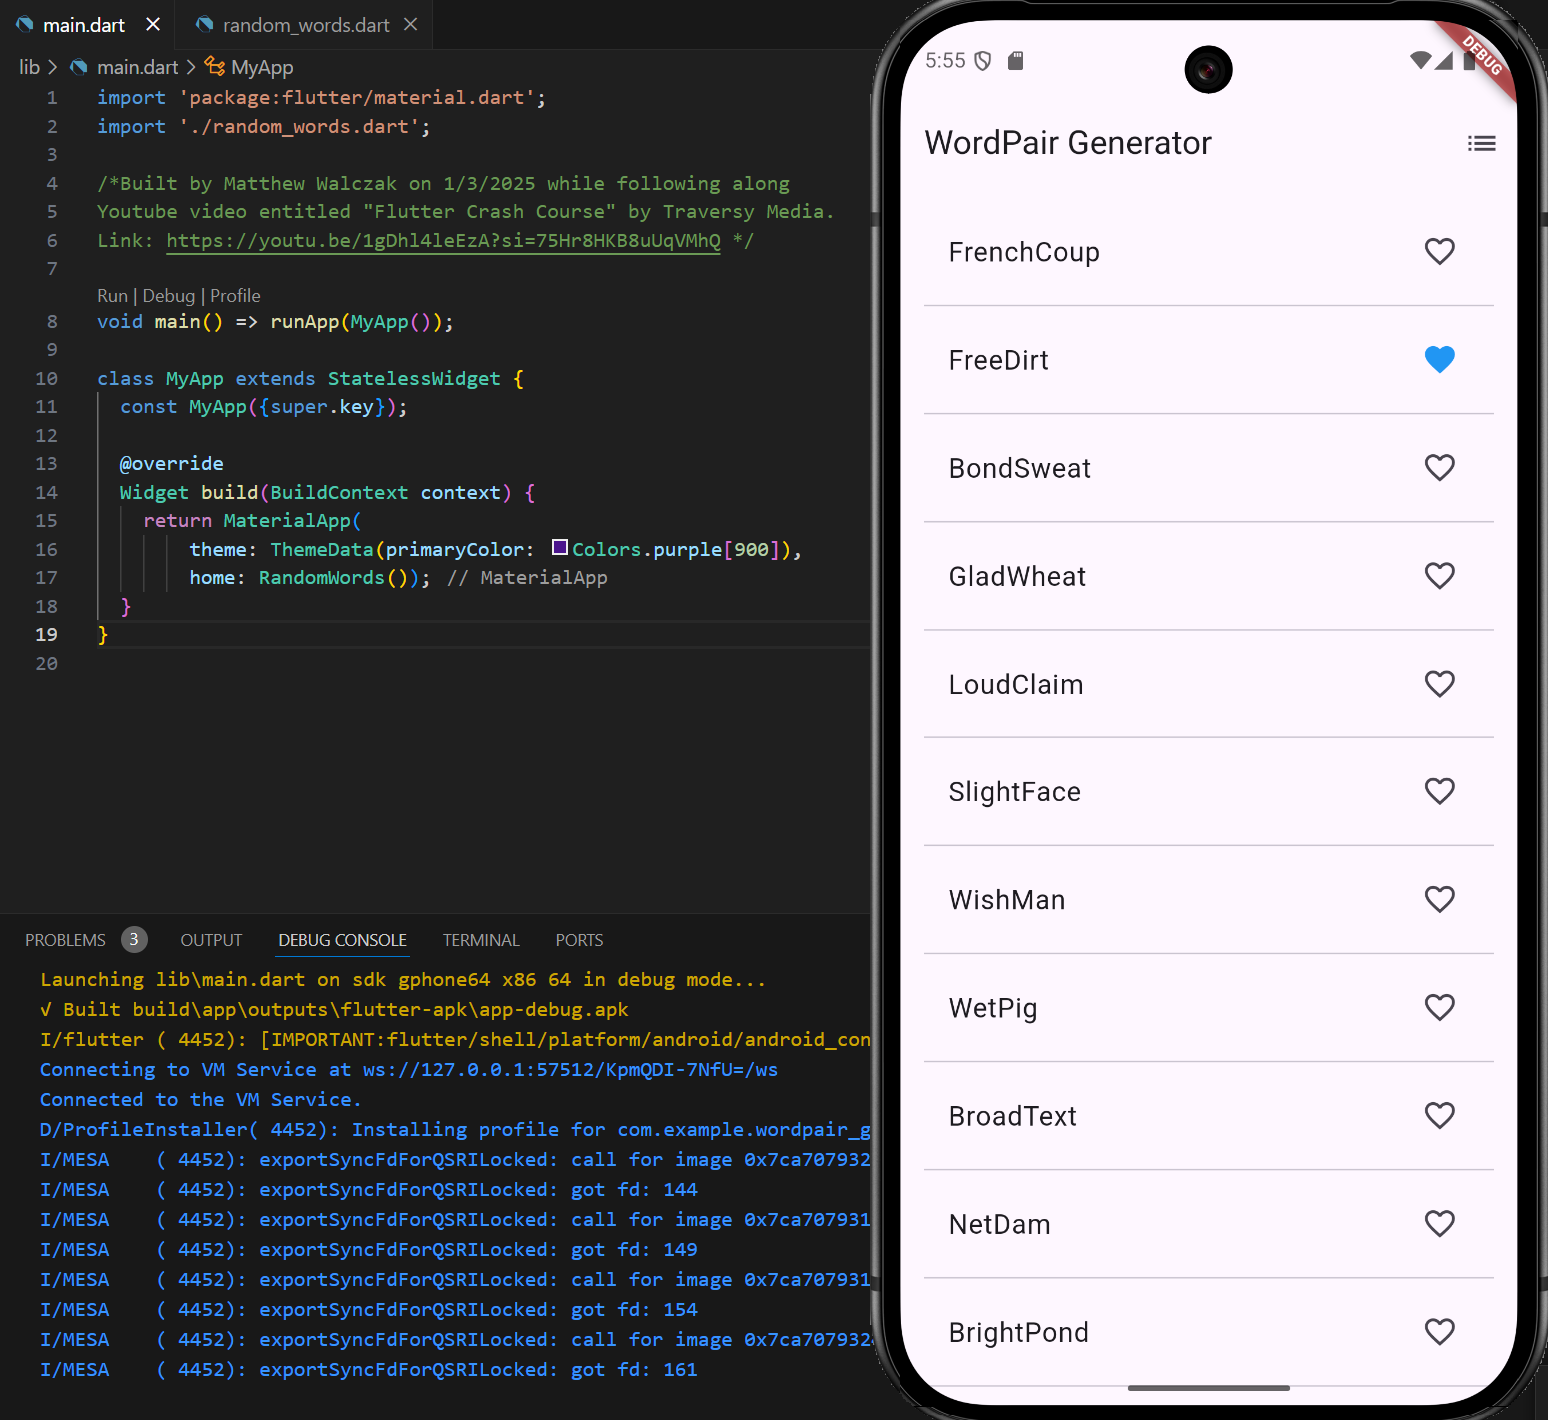 main.dart
random_words.dart
lib > main.dart > MyApp
1 import 'package:flutter/material.dart';
2 import './random_words.dart';
3
4 /*Built by Matthew Walczak on 1/3/2025 while following along
5 Youtube video entitled "Flutter Crash Course" by Traversy Media.
6 Link: https://youtu.be/1gDhl4leEzA?si=75Hr8HKB8uUqVMhQ */
7
Run | Debug | Profile
8 void main() => runApp(MyApp());
9
10 class MyApp extends StatelessWidget {
11 const MyApp({super.key});
12
13 @override
14 Widget build(BuildContext context) {
15 return MaterialApp(
16 theme: ThemeData(primaryColor: Colors.purple[900]),
17 home: RandomWords()); // MaterialApp
18 }
19 }
20
PROBLEMS 3 OUTPUT DEBUG CONSOLE TERMINAL PORTS
Launching lib\main.dart on sdk gphone64 x86 64 in debug mode...
√ Built build\app\outputs\flutter-apk\app-debug.apk
I/flutter ( 4452): [IMPORTANT:flutter/shell/platform/android/android_con
Connecting to VM Service at ws://127.0.0.1:57512/KpmQDI-7NfU=/ws
Connected to the VM Service.
D/ProfileInstaller( 4452): Installing profile for com.example.wordpair_g
I/MESA ( 4452): exportSyncFdForQSRILocked: call for image 0x7ca707932
I/MESA ( 4452): exportSyncFdForQSRILocked: got fd: 144
I/MESA ( 4452): exportSyncFdForQSRILocked: call for image 0x7ca707931
I/MESA ( 4452): exportSyncFdForQSRILocked: got fd: 149
I/MESA ( 4452): exportSyncFdForQSRILocked: call for image 0x7ca707931
I/MESA ( 4452): exportSyncFdForQSRILocked: got fd: 154
I/MESA ( 4452): exportSyncFdForQSRILocked: call for image 0x7ca707932
I/MESA ( 4452): exportSyncFdForQSRILocked: got fd: 161
5:55
DEBUG
WordPair Generator
FrenchCoup
FreeDirt
BondSweat
GladWheat
LoudClaim
SlightFace
WishMan
WetPig
BroadText
NetDam
BrightPond